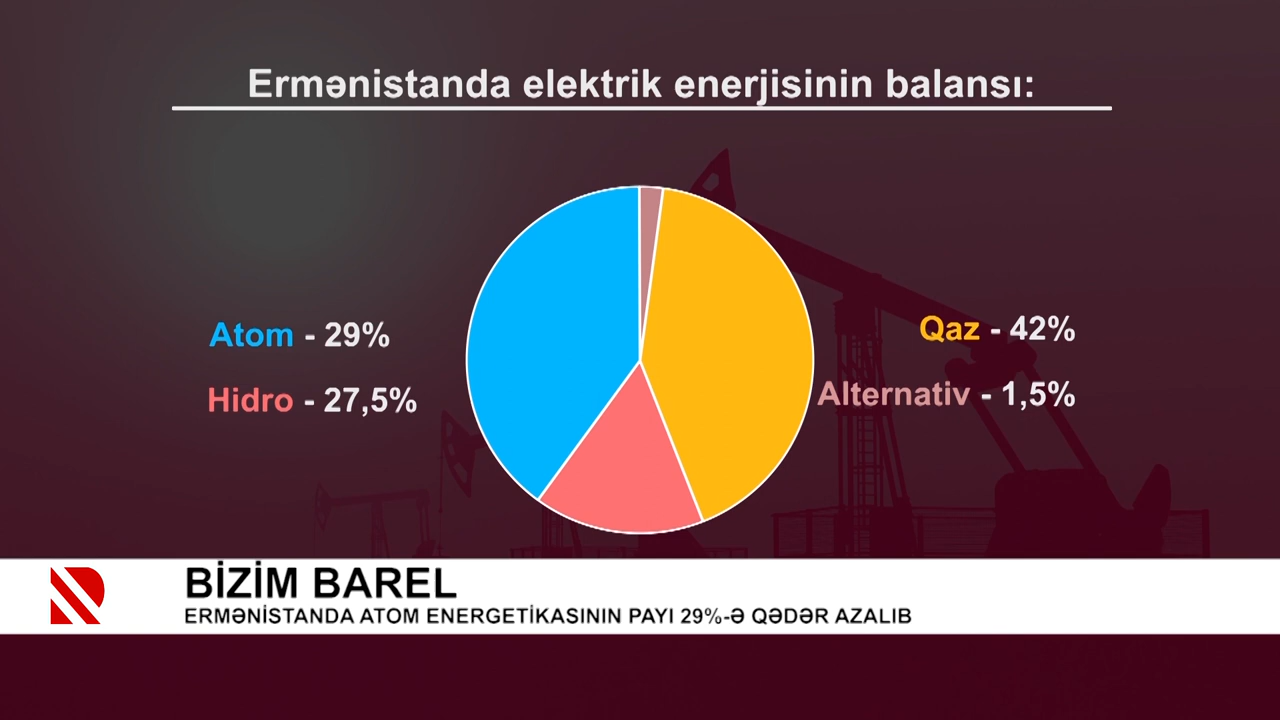 Ermənistanda elektrik enerjisinin balansı:
Atom - 29%
Hidro - 27,5%
Qaz - 42%
Alternativ - 1,5%
BİZİM BAREL
ERMƏNİSTANDA ATOM ENERGETİKASININ PAYI 29%-Ə QƏDƏR AZALIB